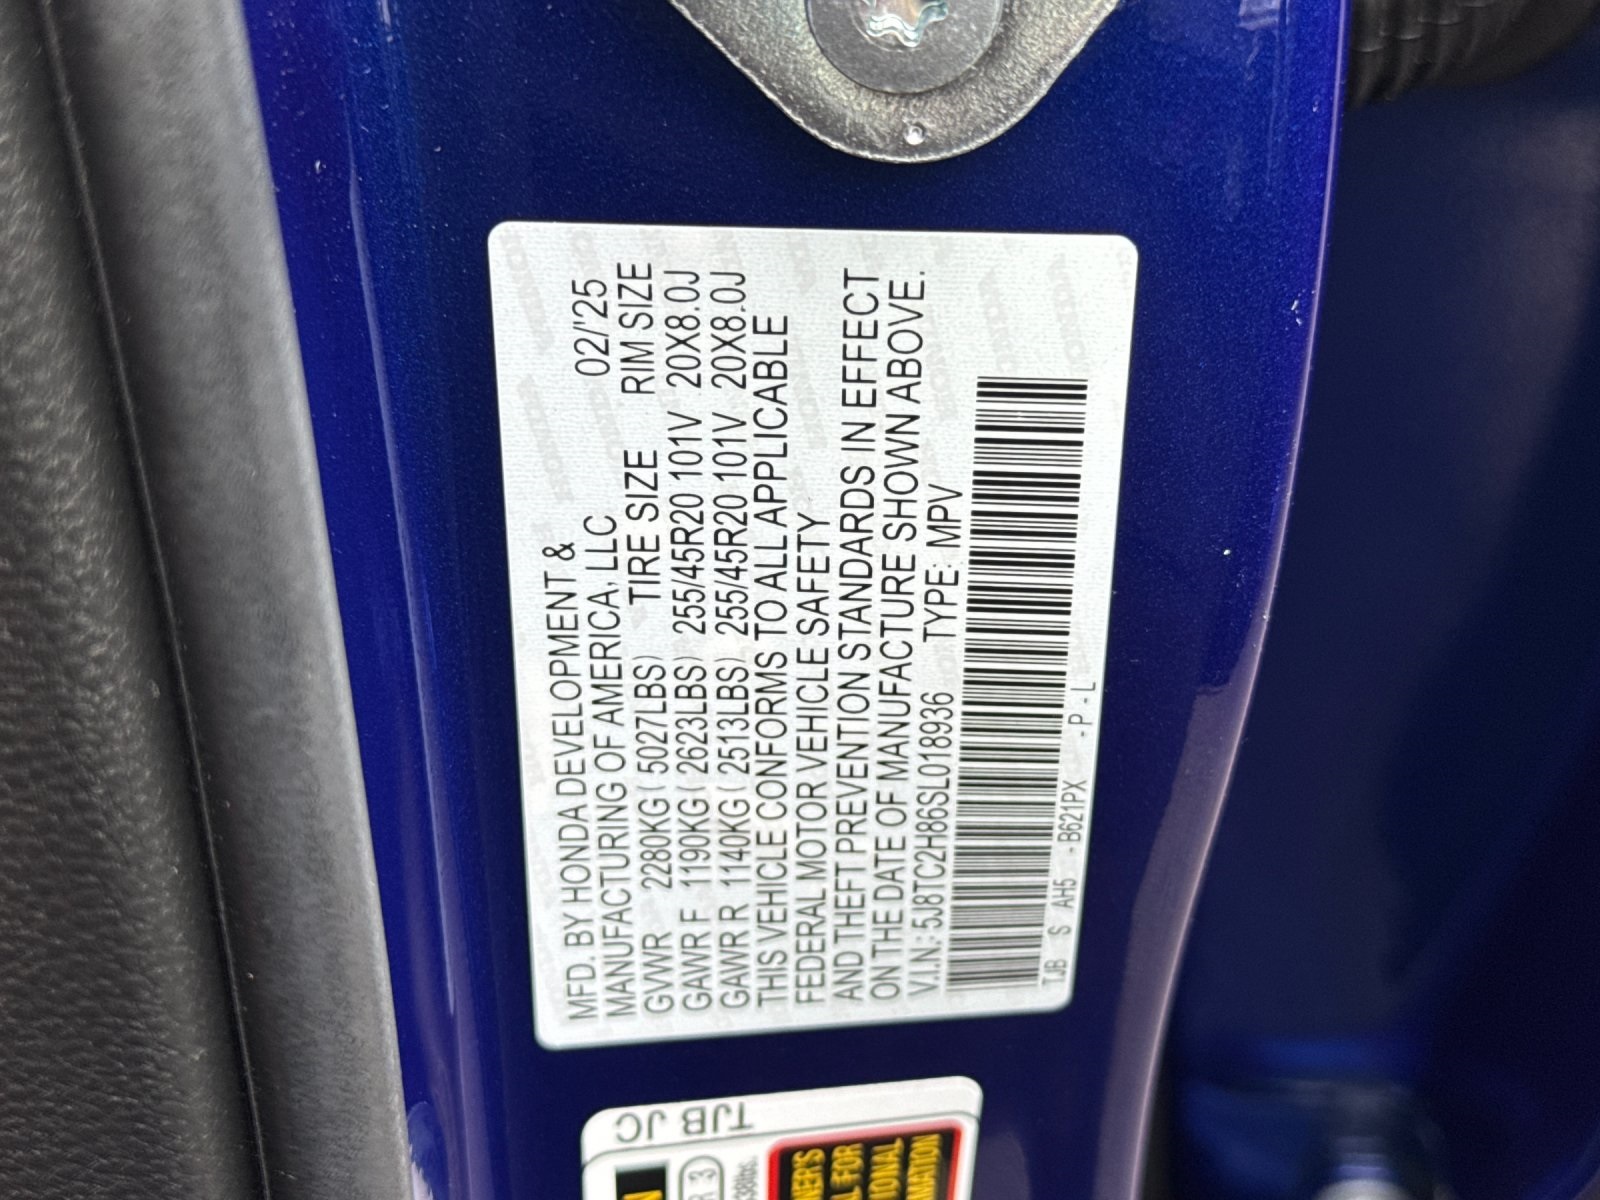 MFD. BY HONDA DEVELOPMENT &
MANUFACTURING OF AMERICA, LLC 02/'25
TIRE SIZE RIM SIZE
GVWR 2280KG ( 5027LBS)
GAWR F 1190KG ( 2623LBS) 255/45R20 101V 20X8.0J
GAWR R 1140KG ( 2513LBS) 255/45R20 101V 20X8.0J
THIS VEHICLE CONFORMS TO ALL APPLICABLE
FEDERAL MOTOR VEHICLE SAFETY
AND THEFT PREVENTION STANDARDS IN EFFECT
ON THE DATE OF MANUFACTURE SHOWN ABOVE.
V.I.N.: 5J8TC2H86SL018936 TYPE: MPV
TJB S AH5 -B621PX -P-L
TJB JC
R 3